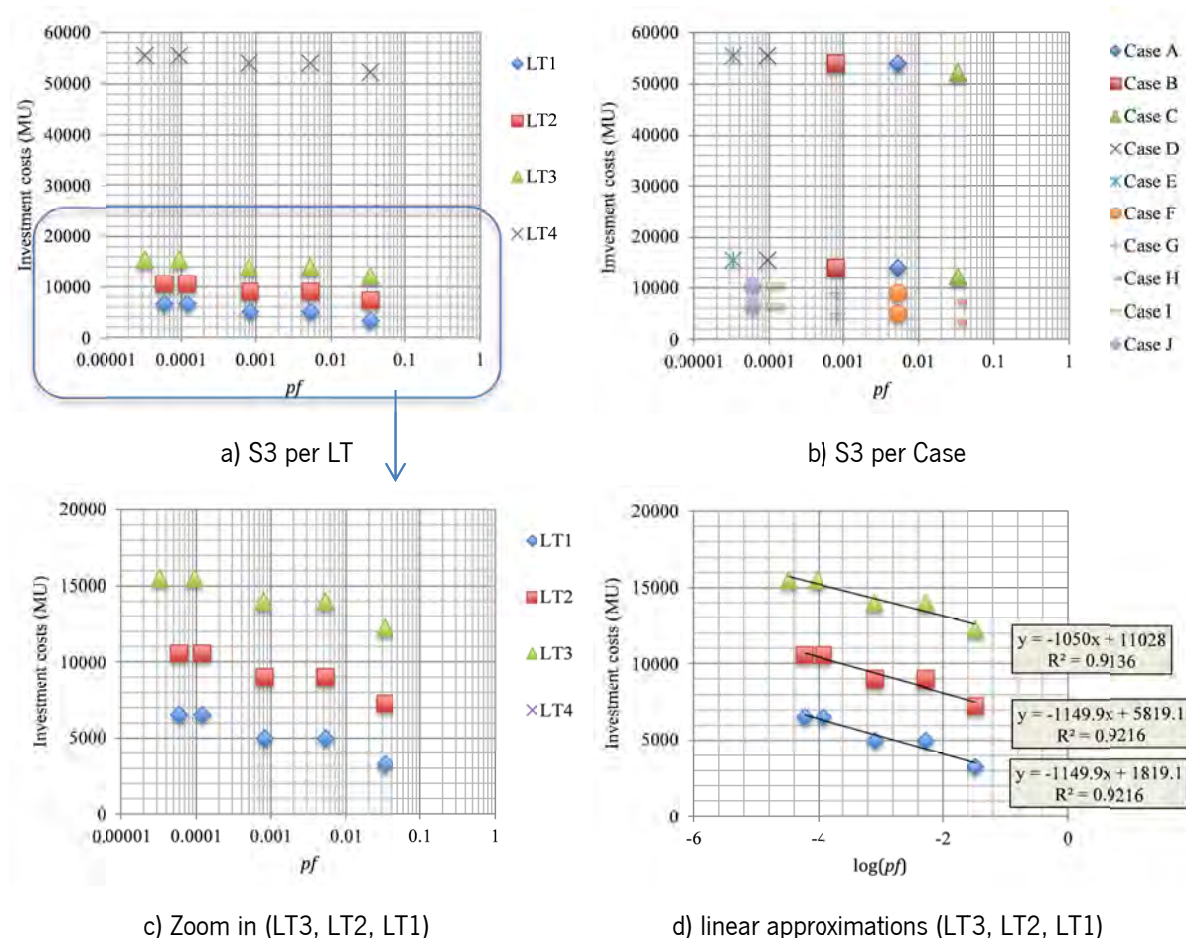 60000
50000
40000
30000
20000
10000
0
Investment costs (MU)
0.00001 0.0001 0.001 0.01 0.1 1
pf
LT1
LT2
LT3
LT4
a) S3 per LT
60000
50000
40000
30000
20000
10000
0
Invesment costs (MU)
0.00001 0.0001 0.001 0.01 0.1 1
pf
Case A
Case B
Case C
Case D
Case E
Case F
Case G
Case H
Case I
Case J
b) S3 per Case
20000
15000
10000
5000
0
Investment costs (MU)
0.00001 0.0001 0.001 0.01 0.1 1
pf
LT1
LT2
LT3
LT4
c) Zoom in (LT3, LT2, LT1)
20000
15000
10000
5000
0
Investment costs (MU)
-6 -4 -2 0
log(pf)
y = -1050x + 11028
R² = 0.9136
y = -1149.9x + 5819.1
R² = 0.9216
y = -1149.9x + 1819.1
R² = 0.9216
d) linear approximations (LT3, LT2, LT1)